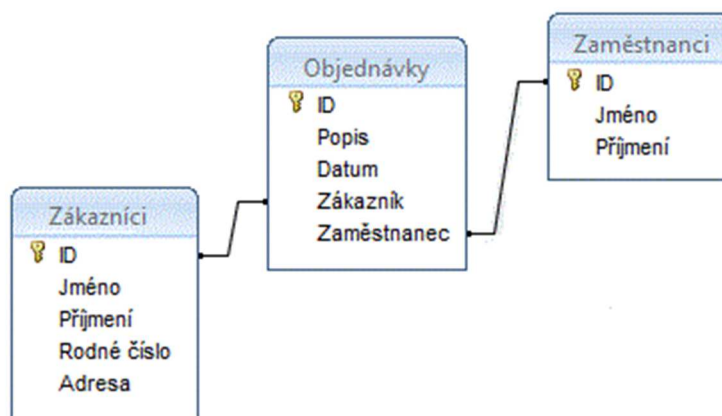 Zákazníci
ID
Jméno
Příjmení
Rodné číslo
Adresa
Objednávky
ID
Popis
Datum
Zákazník
Zaměstnanec
Zaměstnanci
ID
Jméno
Příjmení